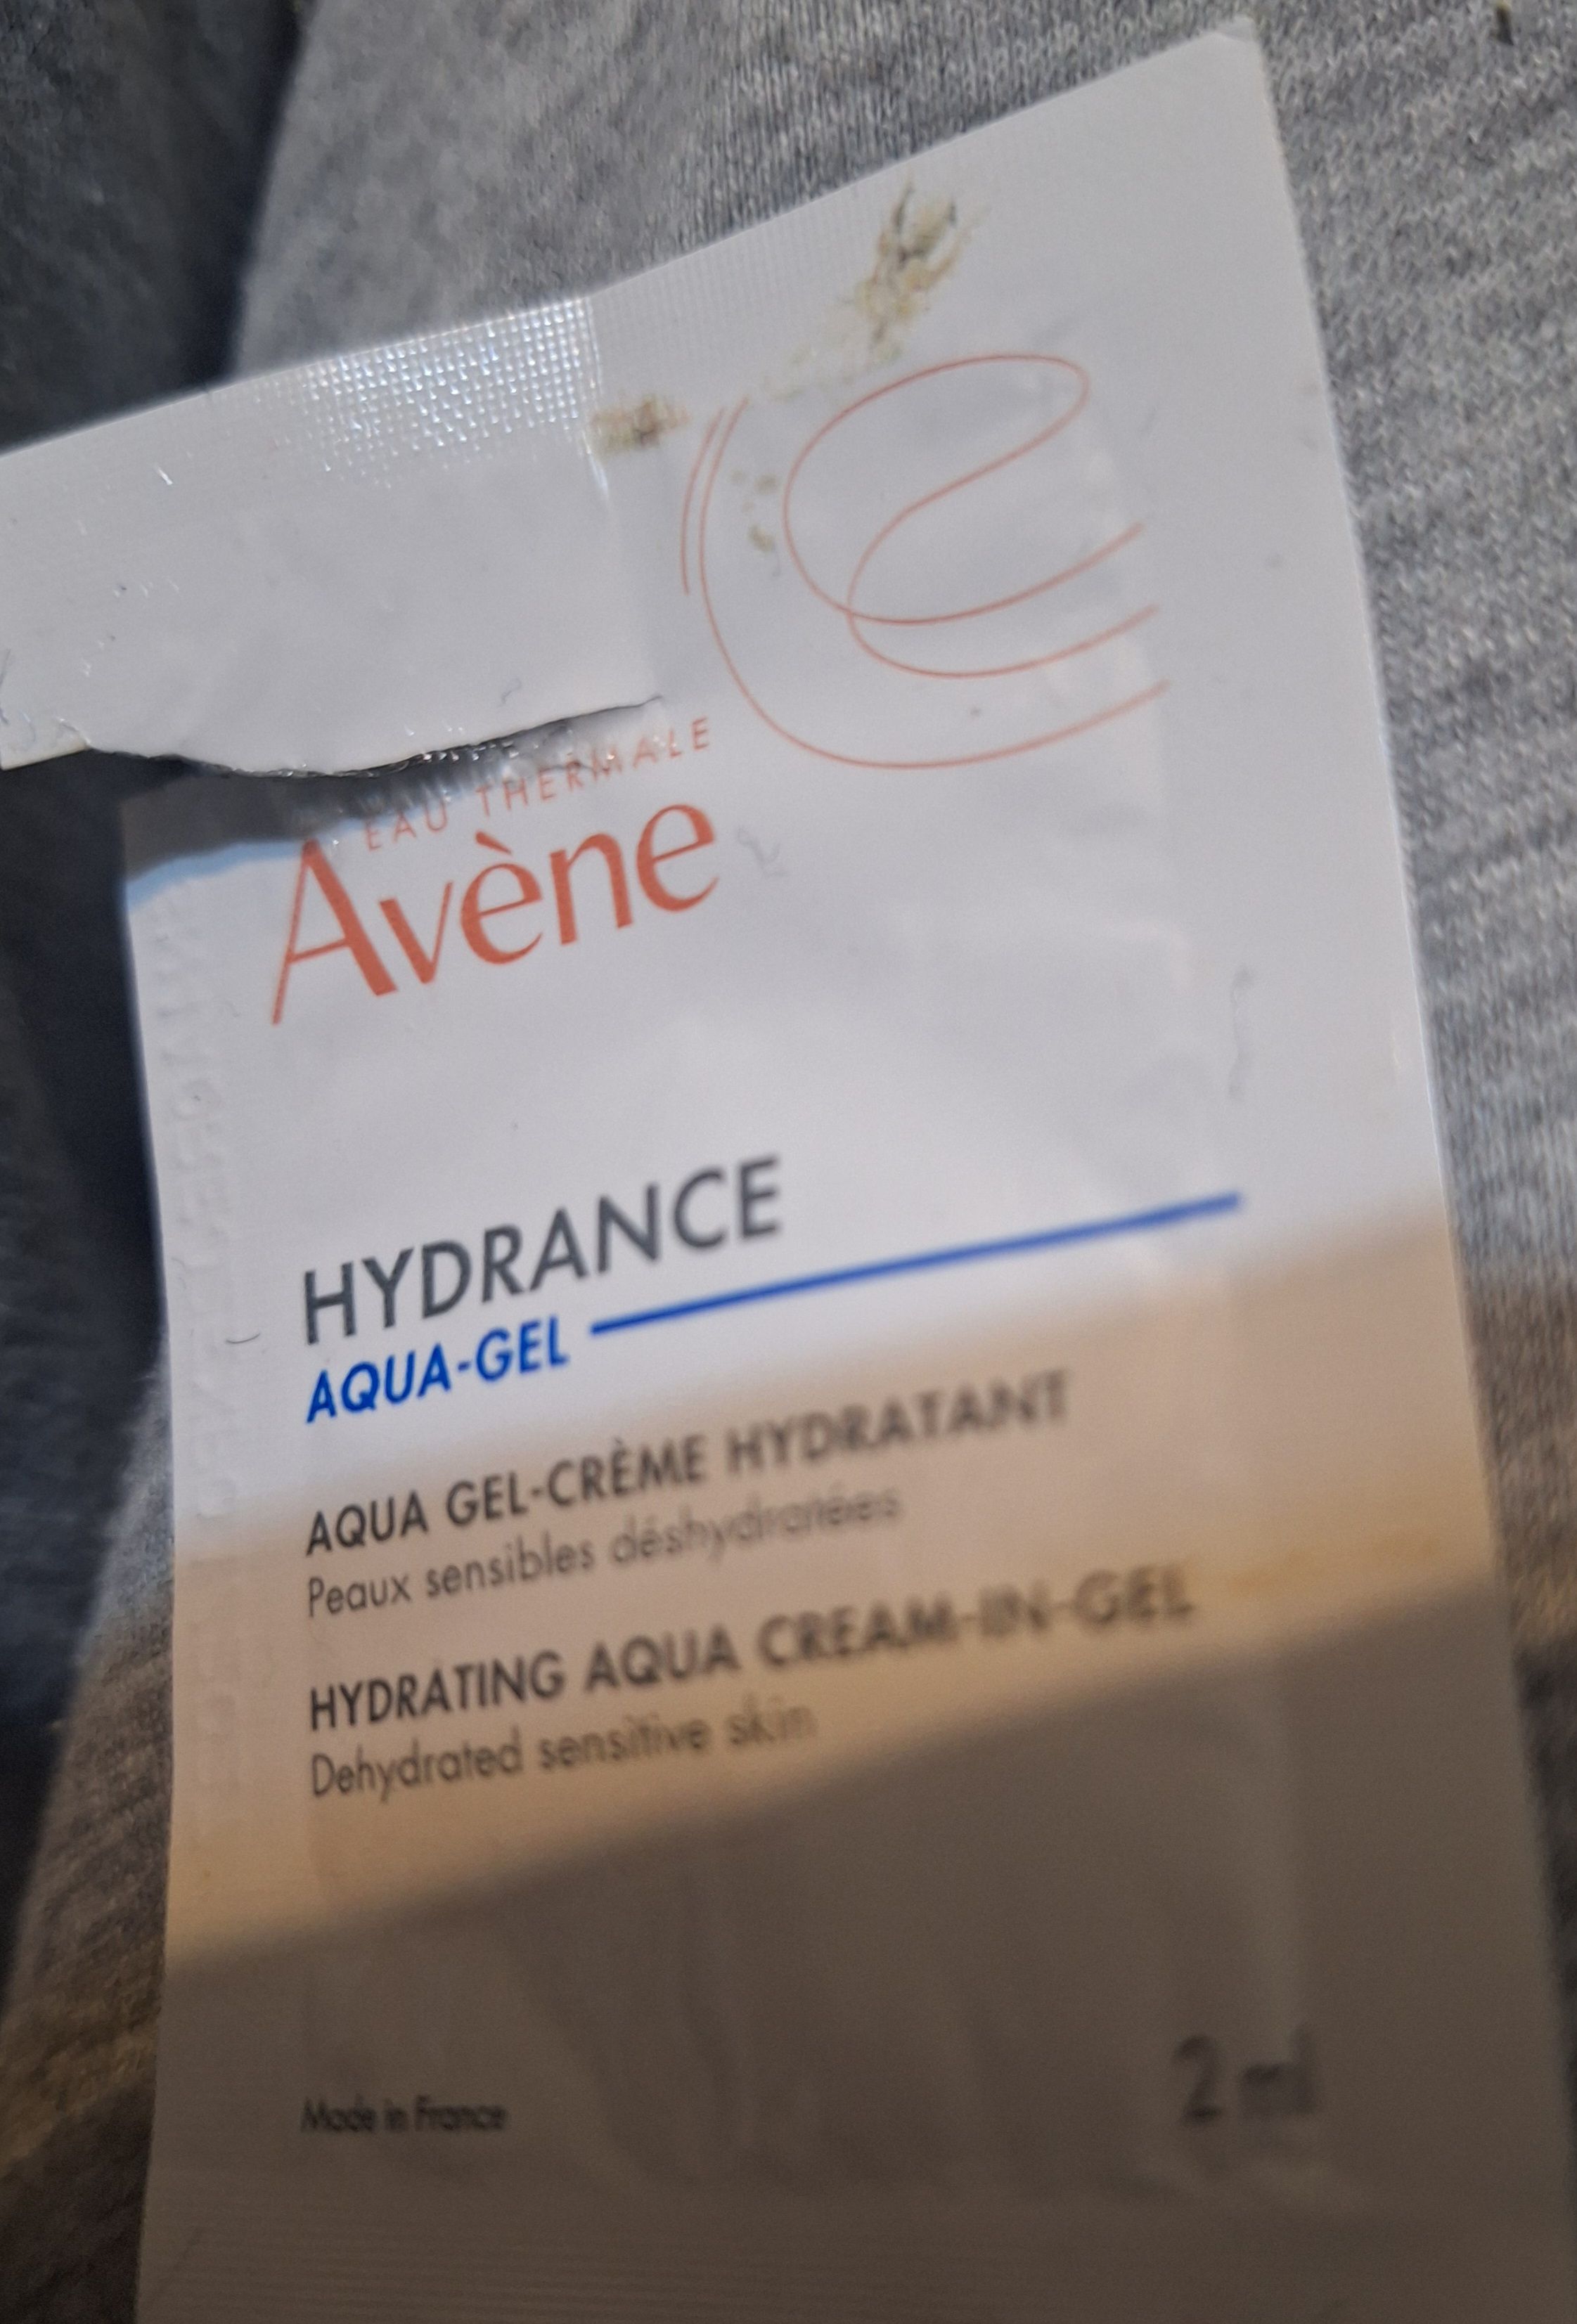 EAU THERMALE
Avène
HYDRANCE
AQUA-GEL
AQUA GEL-CRÈME HYDRATANT
Peaux sensibles déshydratées
HYDRATING AQUA CREAM-IN-GEL
Dehydrated sensitive skin
Made in France
2 ml